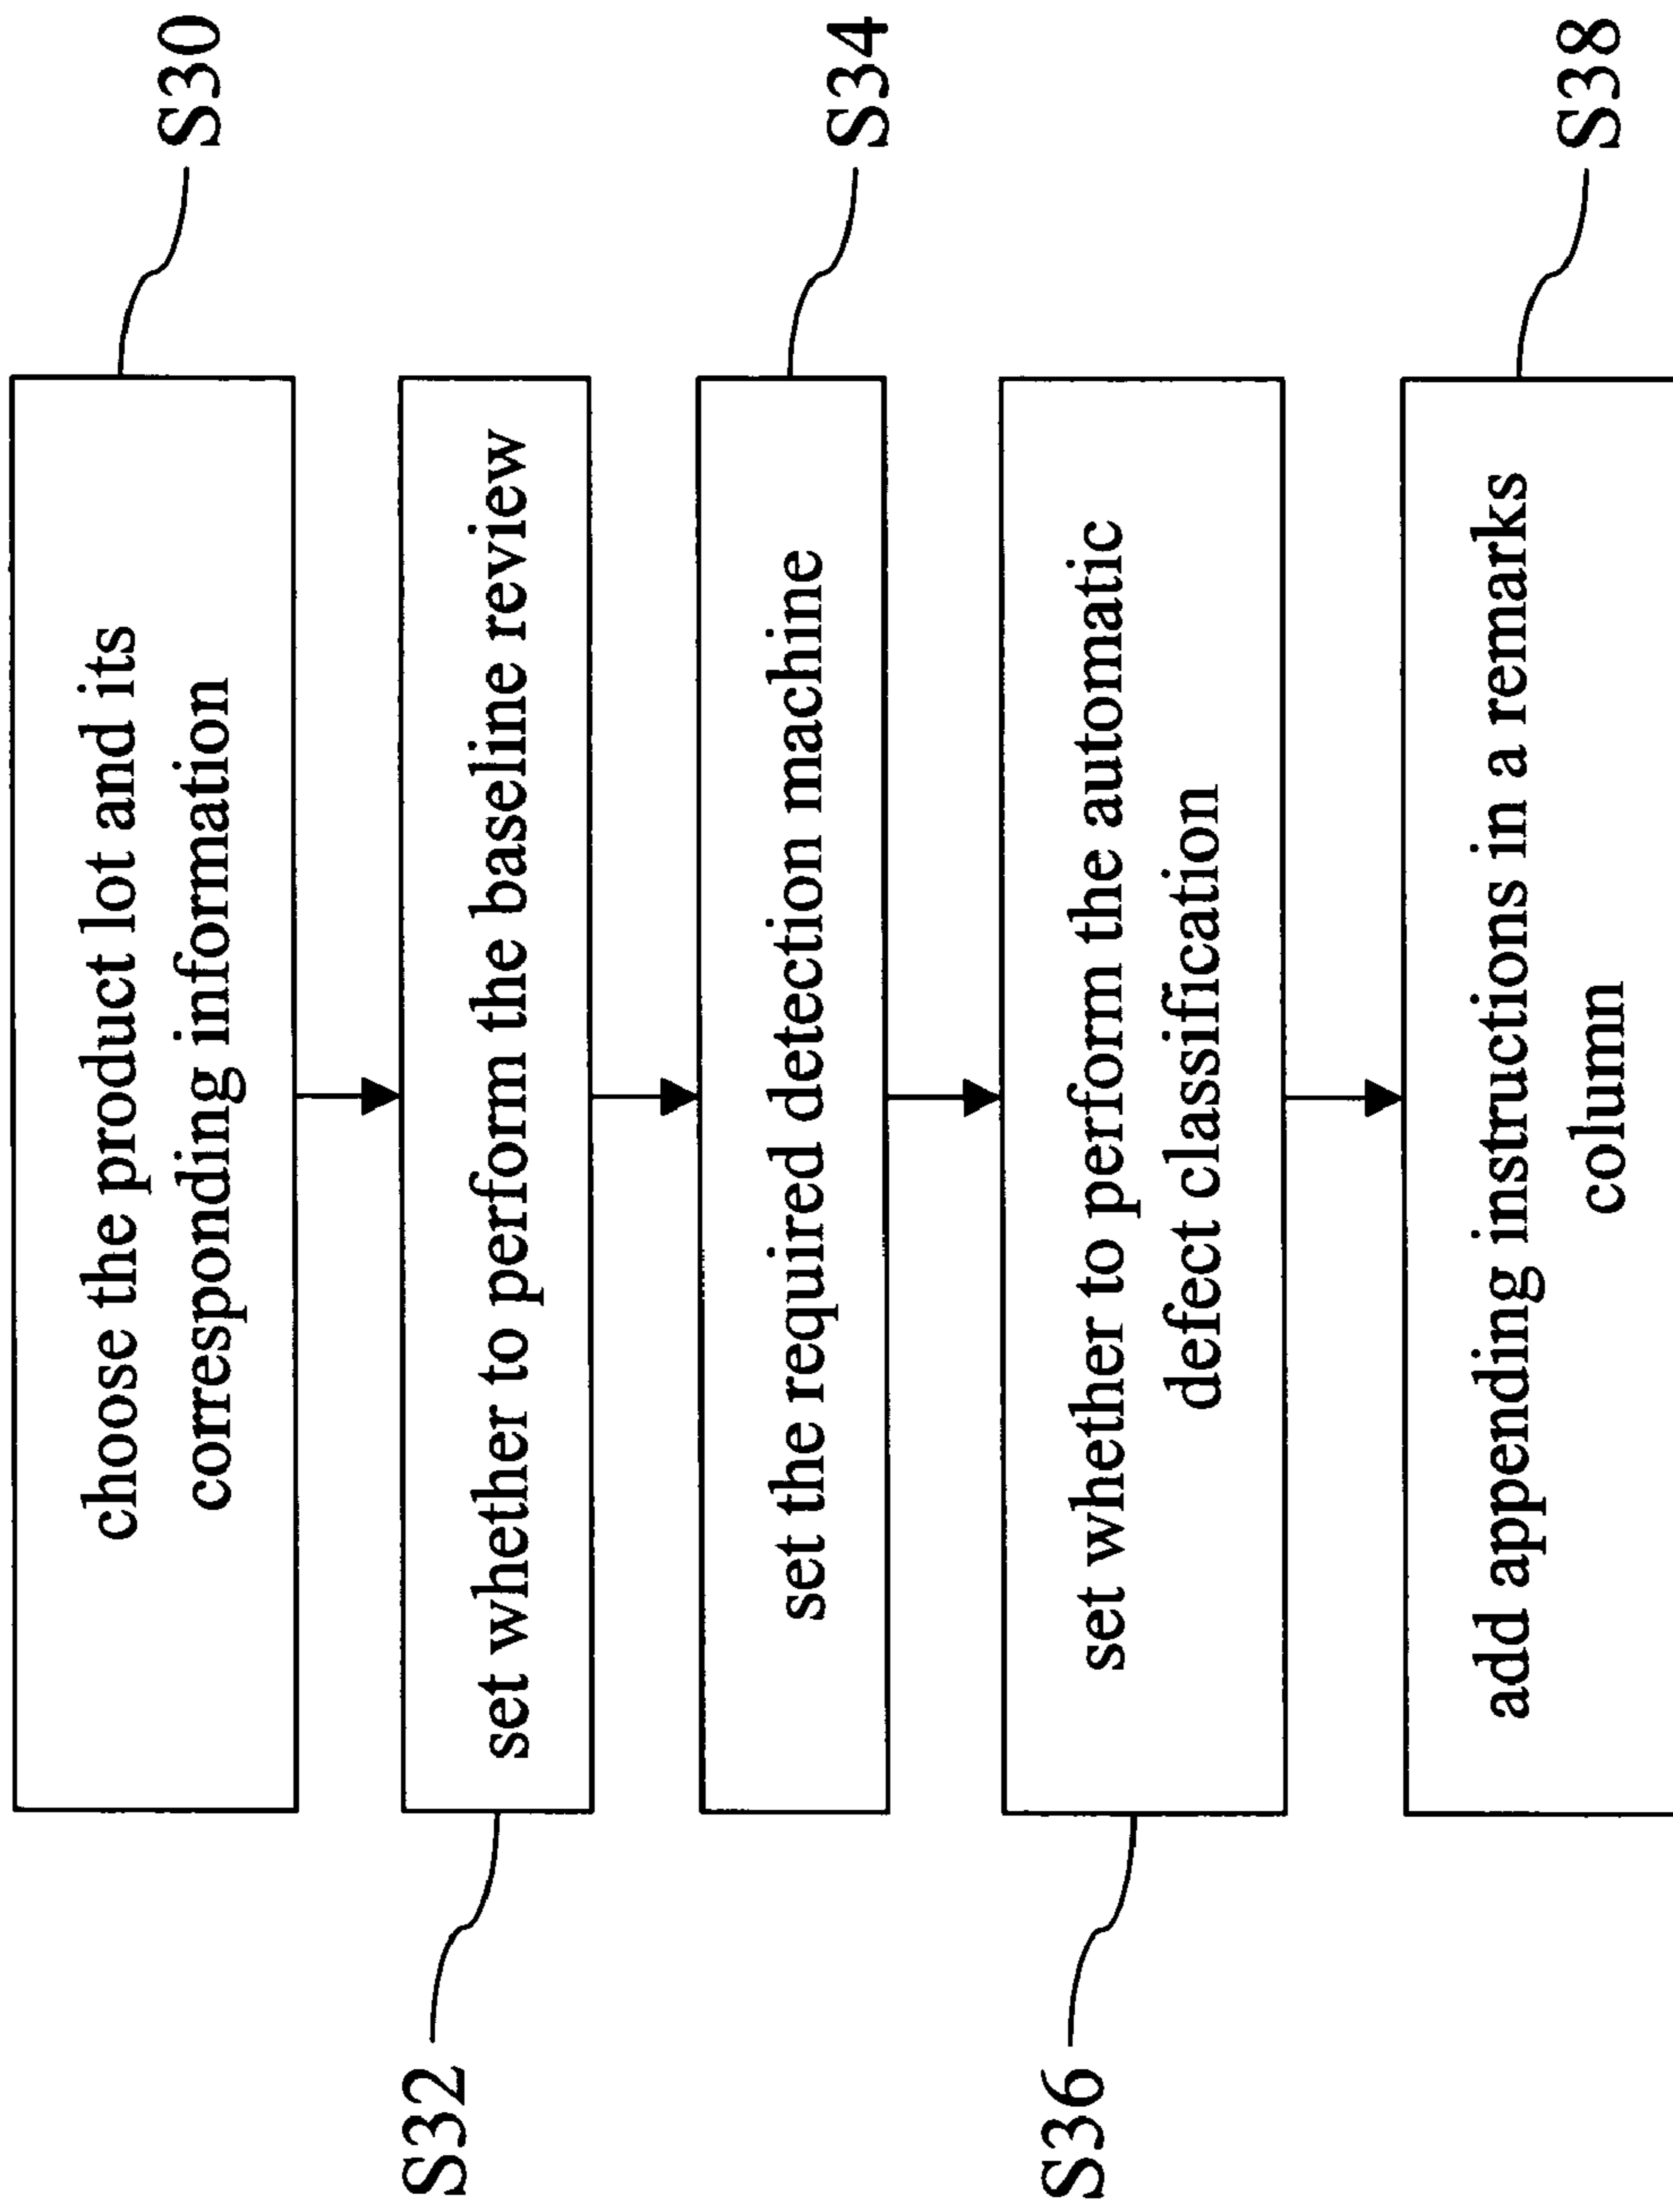 choose the product lot and its
corresponding information
S30
set whether to perform the baseline review
S32
set the required detection machine
S34
set whether to perform the automatic
defect classification
S36
add appending instructions in a remarks
column
S38